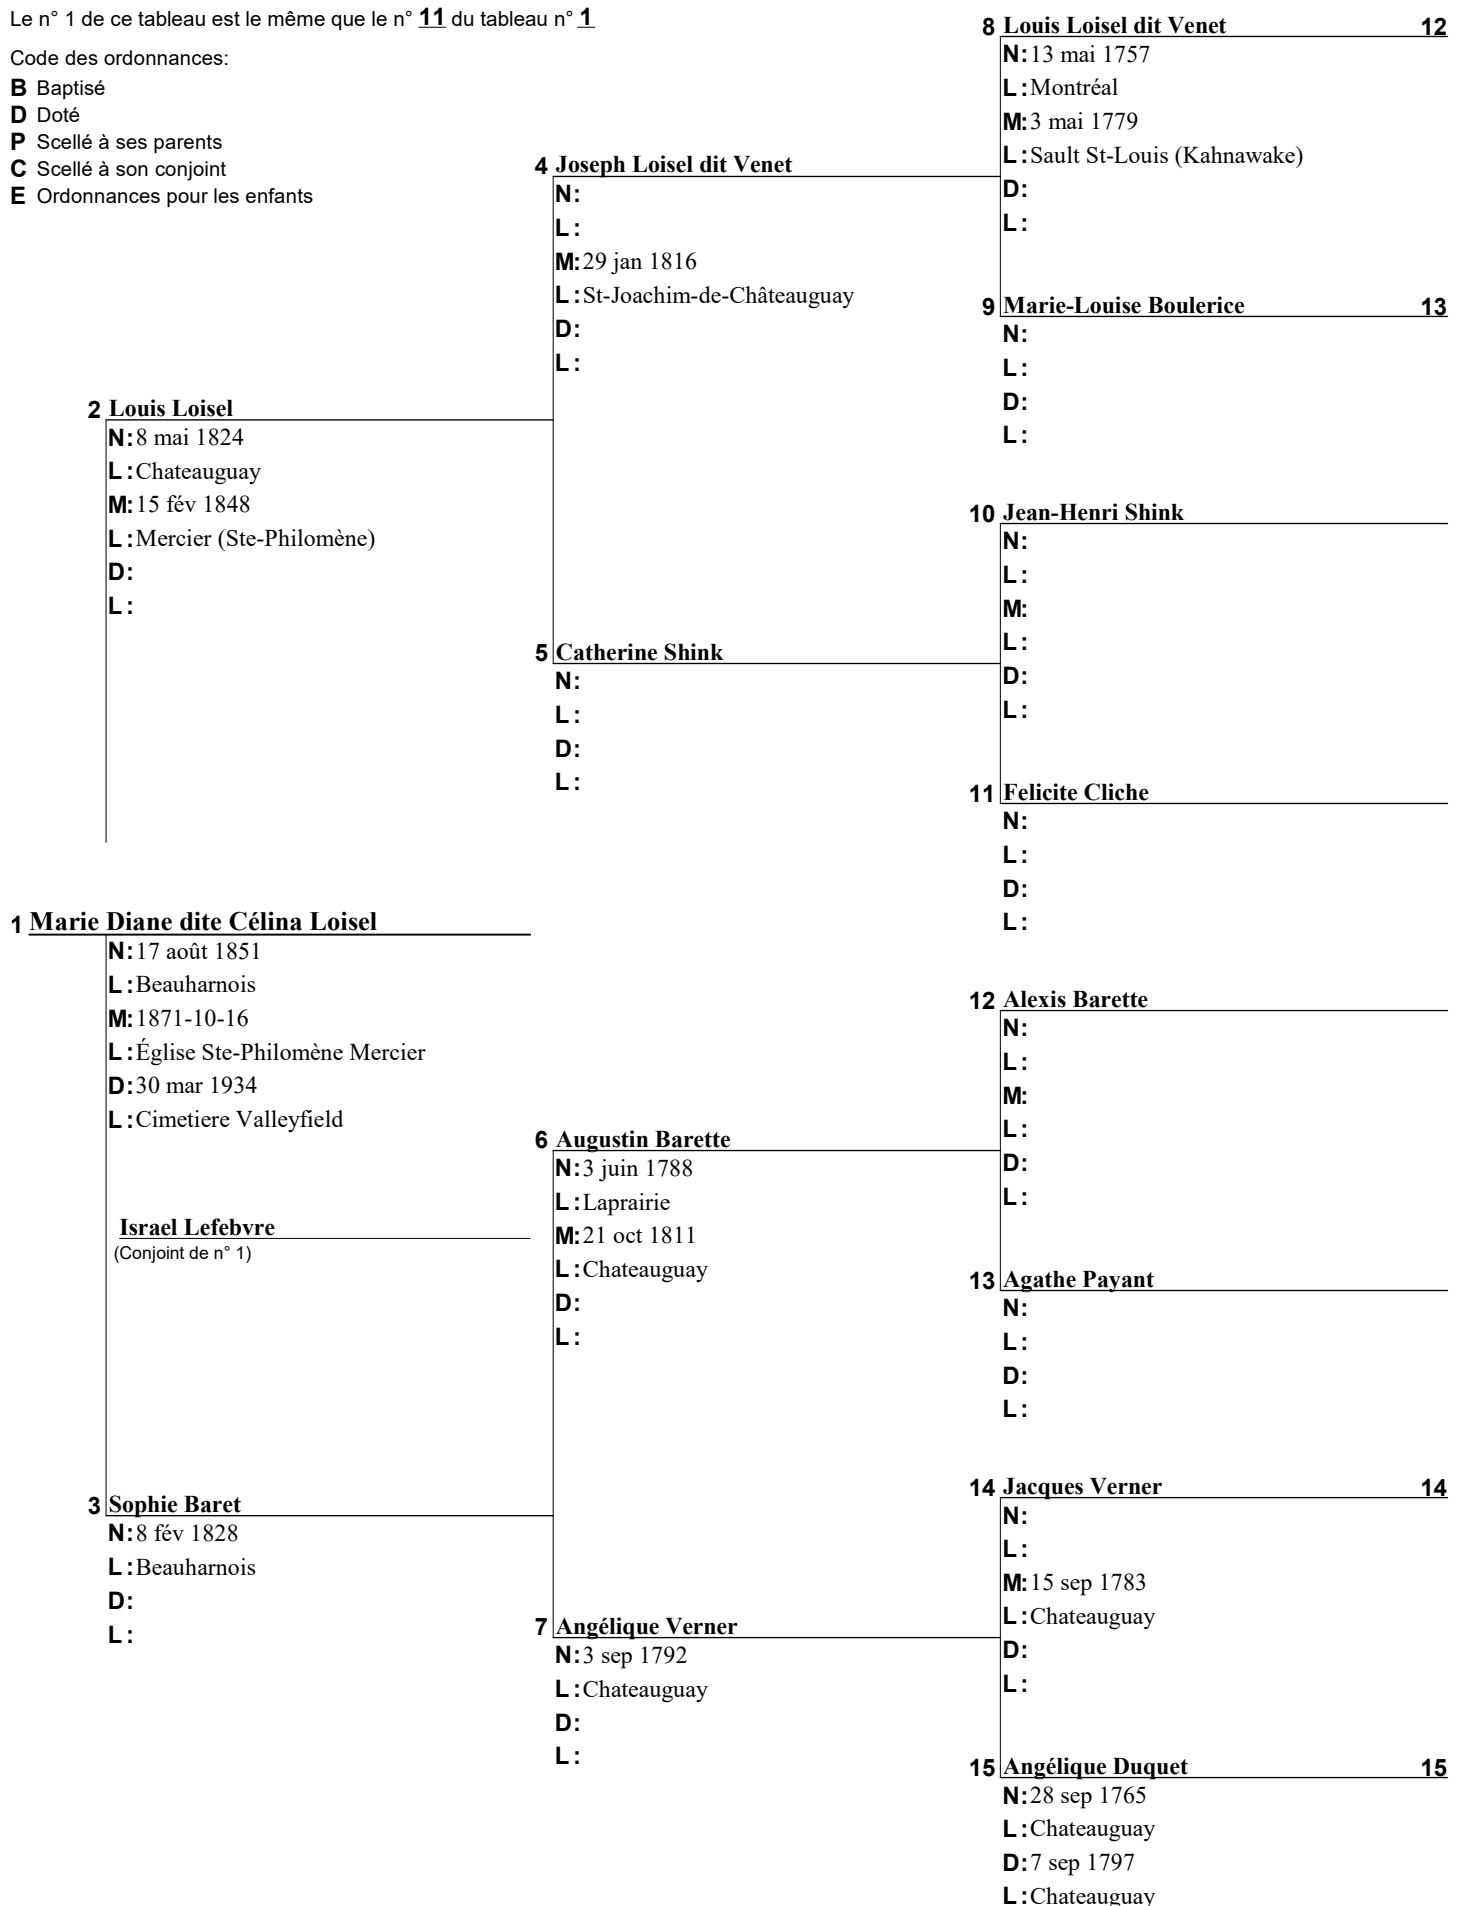 Le n° 1 de ce tableau est le même que le n° 11 du tableau n° 1
Code des ordonnances:
B Baptisé
D Doté
P Scellé à ses parents
C Scellé à son conjoint
E Ordonnances pour les enfants
8 Louis Loisel dit Venet 12
N: 13 mai 1757
L: Montréal
M: 3 mai 1779
L: Sault St-Louis (Kahnawake)
D:
L:
4 Joseph Loisel dit Venet
N:
L:
M: 29 jan 1816
L: St-Joachim-de-Châteauguay
D:
L:
9 Marie-Louise Boulerice 13
N:
L:
D:
L:
2 Louis Loisel
N: 8 mai 1824
L: Chateauguay
M: 15 fév 1848
L: Mercier (Ste-Philomène)
D:
L:
10 Jean-Henri Shink
N:
L:
M:
L:
D:
L:
5 Catherine Shink
N:
L:
D:
L:
11 Felicite Cliche
N:
L:
D:
L:
1 Marie Diane dite Célina Loisel
N: 17 août 1851
L: Beauharnois
M: 1871-10-16
L: Église Ste-Philomène Mercier
D: 30 mar 1934
L: Cimetiere Valleyfield
Israel Lefebvre
(Conjoint de n° 1)
12 Alexis Barette
N:
L:
M:
L:
D:
L:
6 Augustin Barette
N: 3 juin 1788
L: Laprairie
M: 21 oct 1811
L: Chateauguay
D:
L:
13 Agathe Payant
N:
L:
D:
L:
3 Sophie Baret
N: 8 fév 1828
L: Beauharnois
D:
L:
14 Jacques Verner 14
N:
L:
M: 15 sep 1783
L: Chateauguay
D:
L:
7 Angélique Verner
N: 3 sep 1792
L: Chateauguay
D:
L:
15 Angélique Duquet 15
N: 28 sep 1765
L: Chateauguay
D: 7 sep 1797
L: Chateauguay